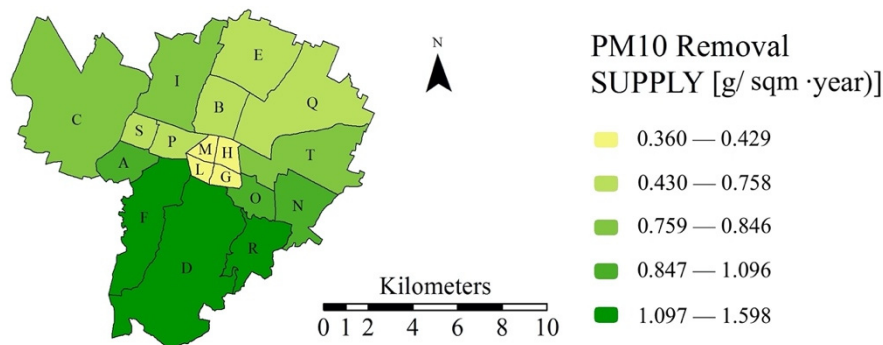 N
PM10 Removal
SUPPLY [g/ sqm ·year)]
0.360 — 0.429
0.430 — 0.758
0.759 — 0.846
0.847 — 1.096
1.097 — 1.598
E
I
Q
C
B
S
P
M
H
T
A
L
G
O
N
F
R
D
Kilometers
0 1 2 4 6 8 10